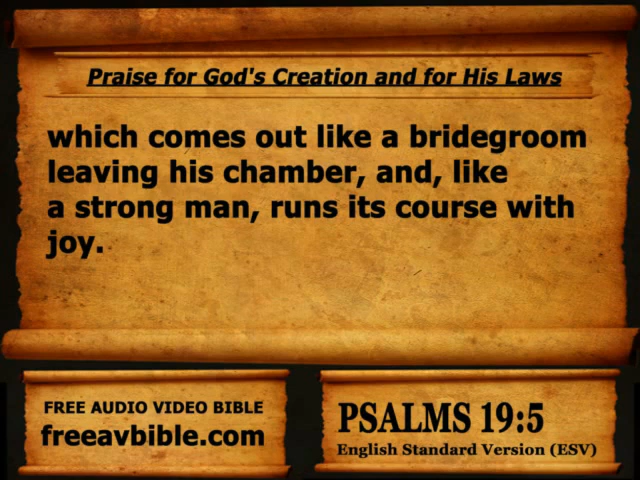 Praise for God's Creation and for His Laws
which comes out like a bridegroom
leaving his chamber, and, like
a strong man, runs its course with
joy.
FREE AUDIO VIDEO BIBLE
freeavbible.com
PSALMS 19:5
English Standard Version (ESV)